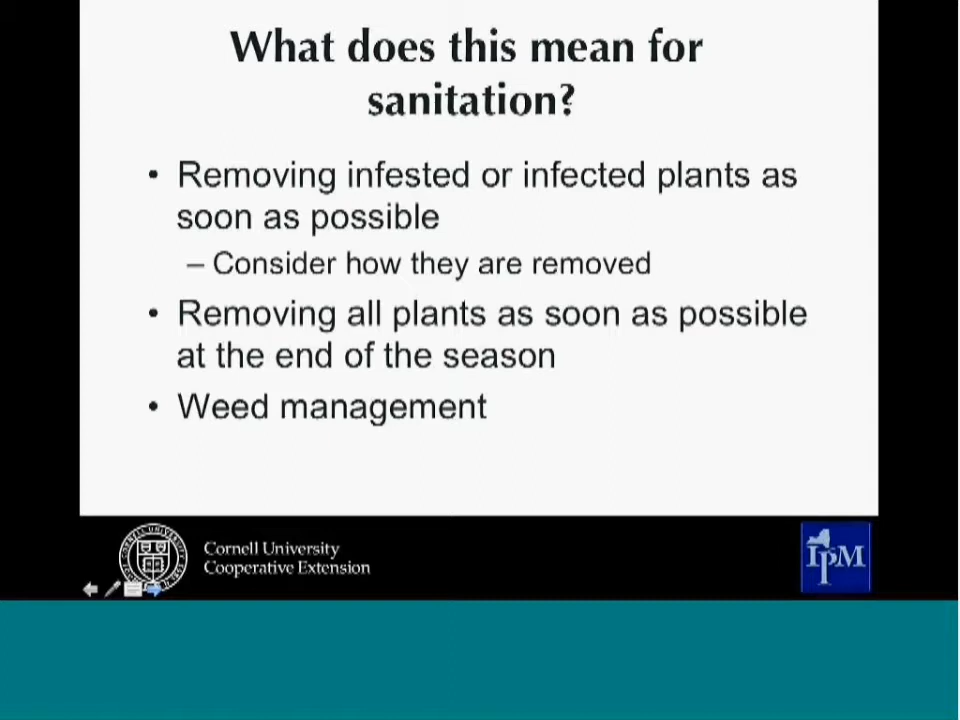 What does this mean for
sanitation?
• Removing infested or infected plants as
soon as possible
– Consider how they are removed
• Removing all plants as soon as possible
at the end of the season
• Weed management
Cornell University
Cooperative Extension
IPM